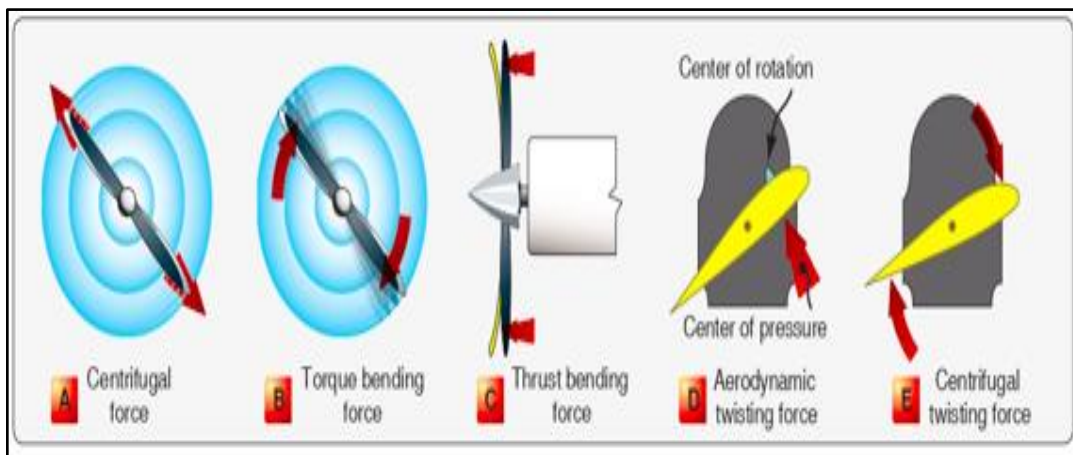 Center of rotation
Center of pressure
A
Centrifugal
force
B
Torque bending
force
C
Thrust bending
force
D
Aerodynamic
twisting force
E
Centrifugal
twisting force